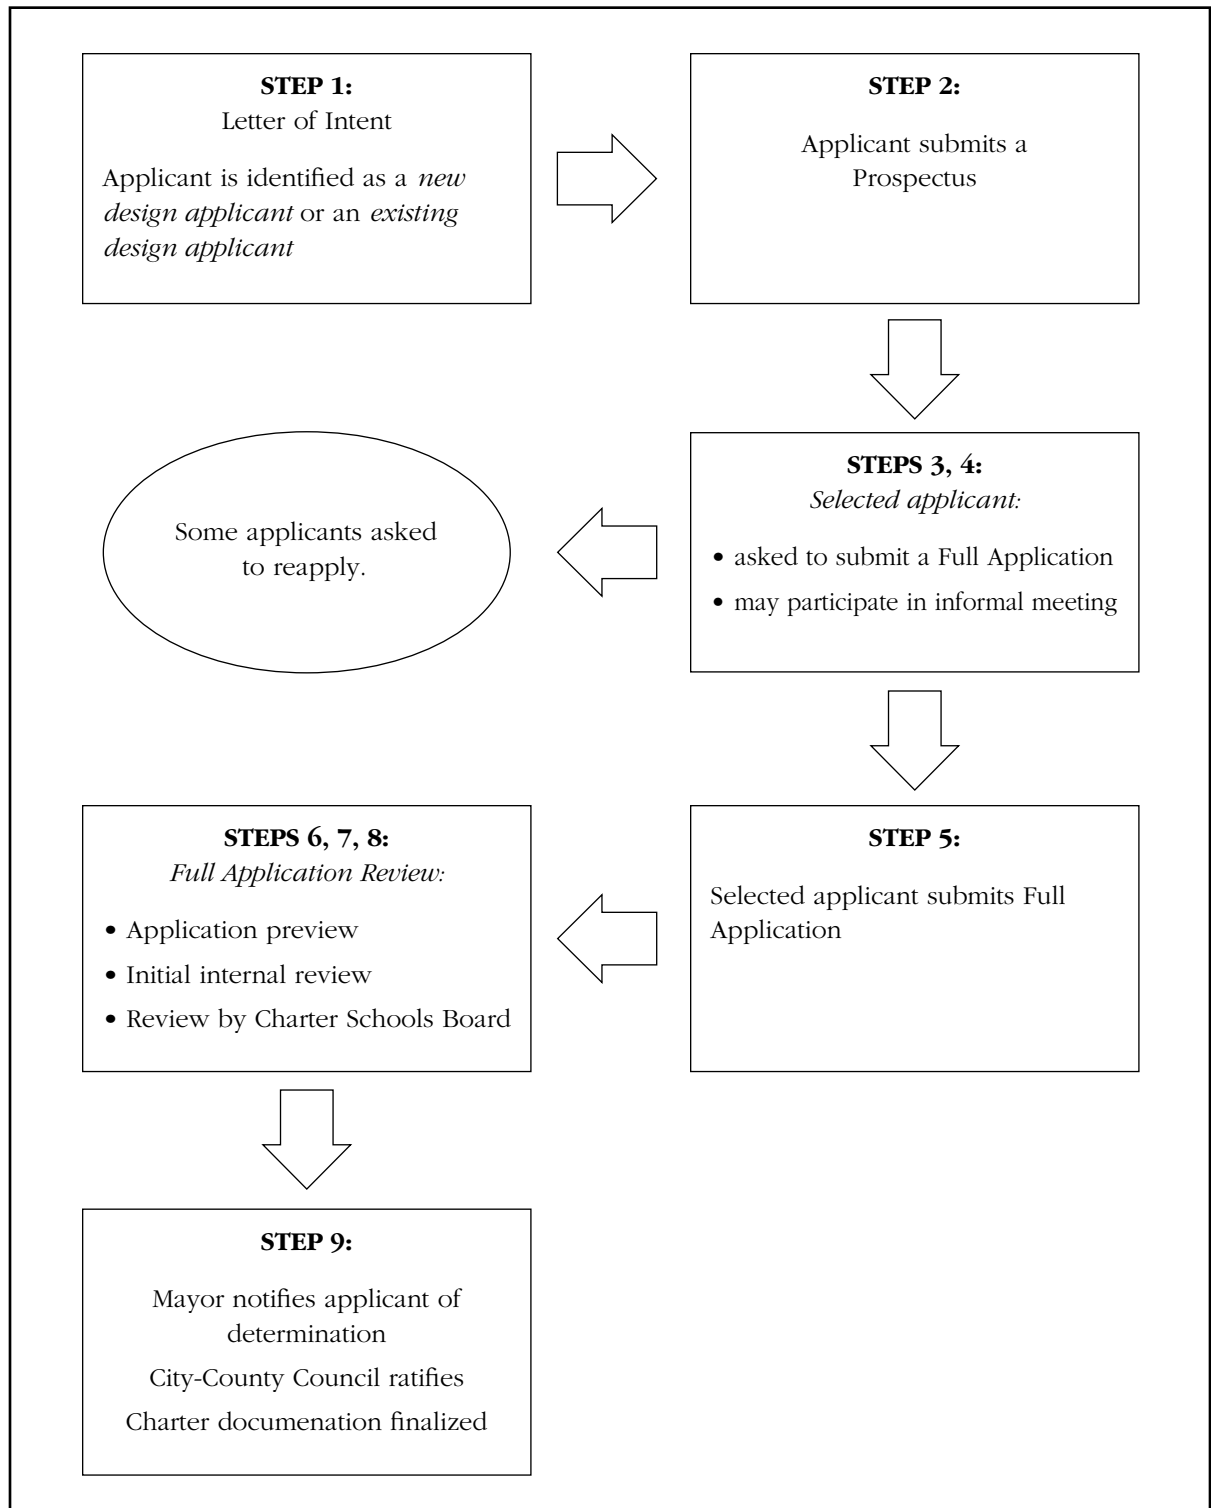 STEP 1:
Letter of Intent
Applicant is identified as a new
design applicant or an existing
design applicant
STEP 2:
Applicant submits a
Prospectus
STEPS 3, 4:
Selected applicant:
• asked to submit a Full Application
• may participate in informal meeting
Some applicants asked
to reapply.
STEP 5:
Selected applicant submits Full
Application
STEPS 6, 7, 8:
Full Application Review:
• Application preview
• Initial internal review
• Review by Charter Schools Board
STEP 9:
Mayor notifies applicant of
determination
City-County Council ratifies
Charter documenation finalized